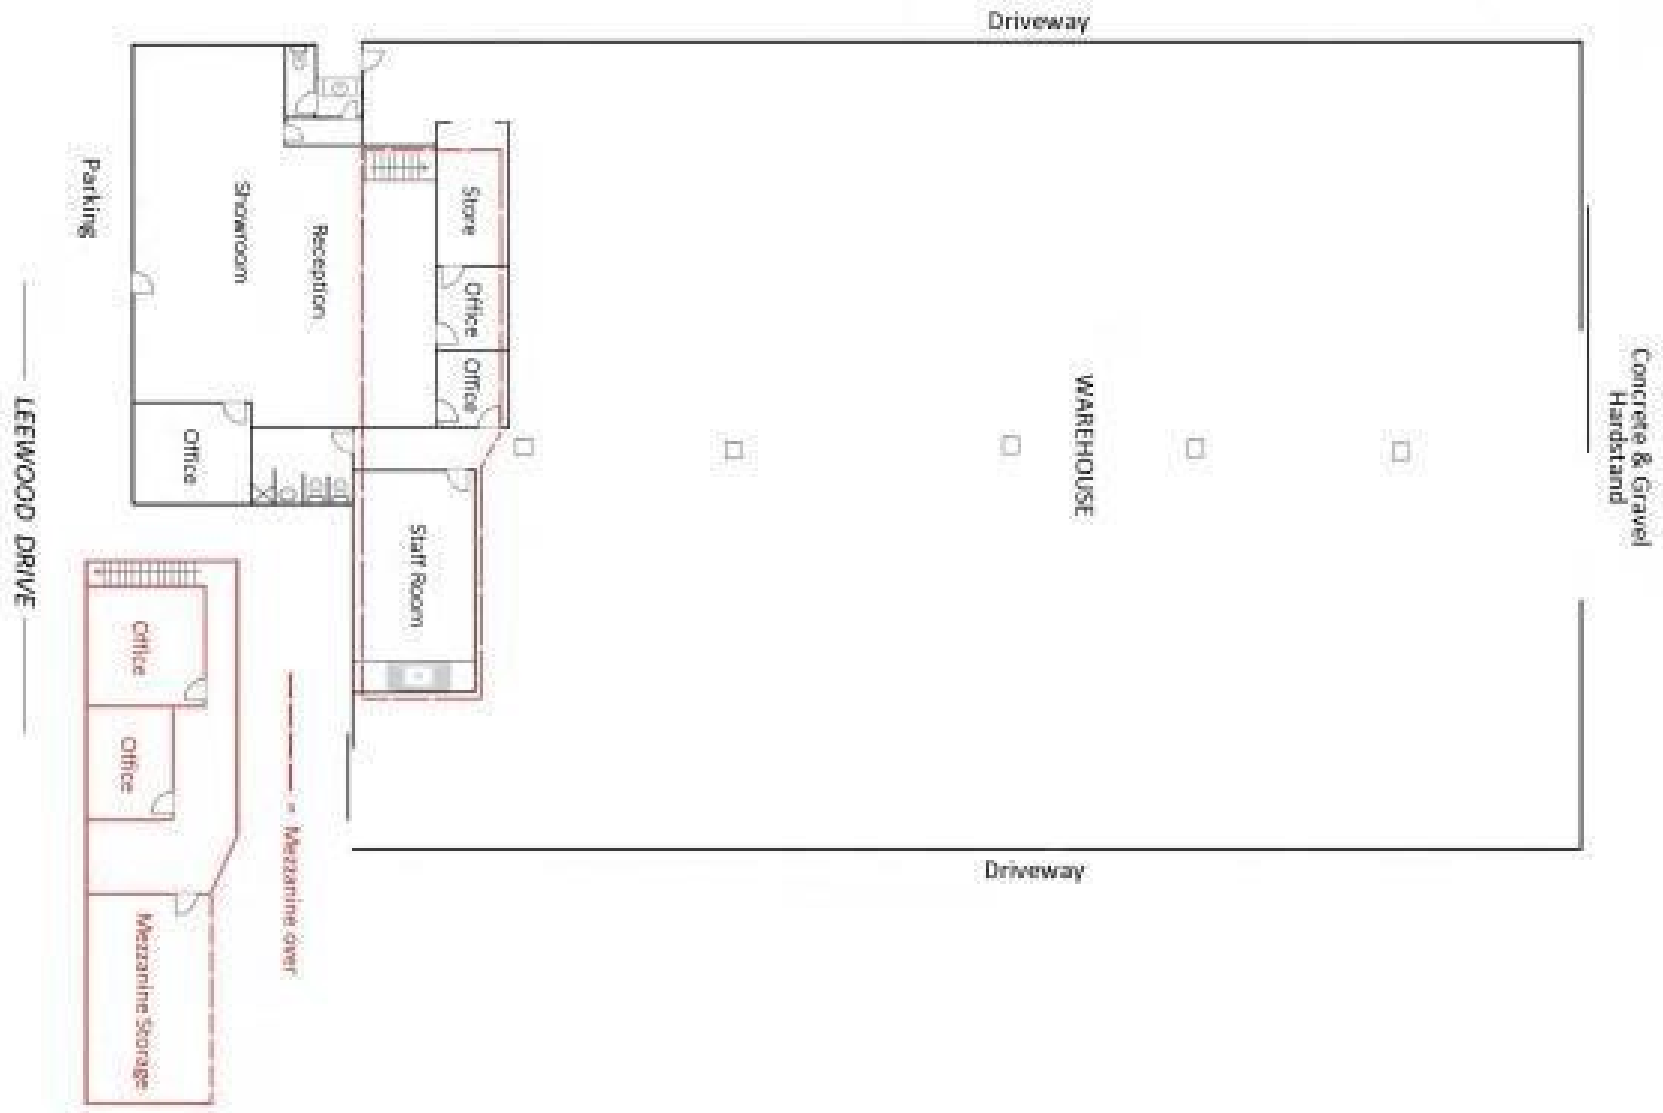 Driveway
Parking
Showroom
Reception
Store
Office
Office
Office
Staff Room
WAREHOUSE
Concrete & Gravel
Hardstand
LEEWOOD DRIVE
Office
Office
Mezzanine Storage
= Mezzanine over
Driveway